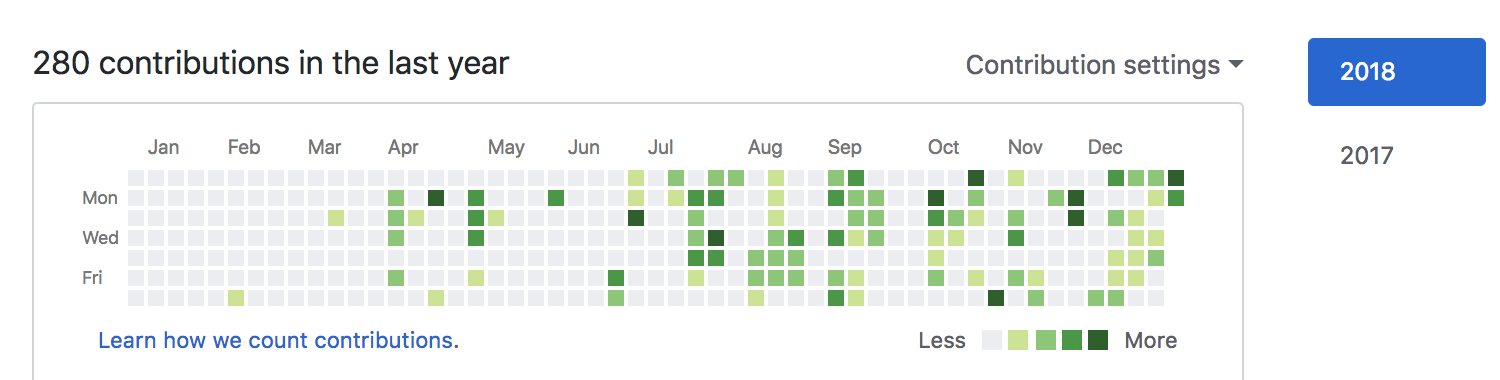 280 contributions in the last year
Contribution settings
2018
2017
Jan Feb Mar Apr May Jun Jul Aug Sep Oct Nov Dec
Mon
Wed
Fri
Learn how we count contributions.
Less More